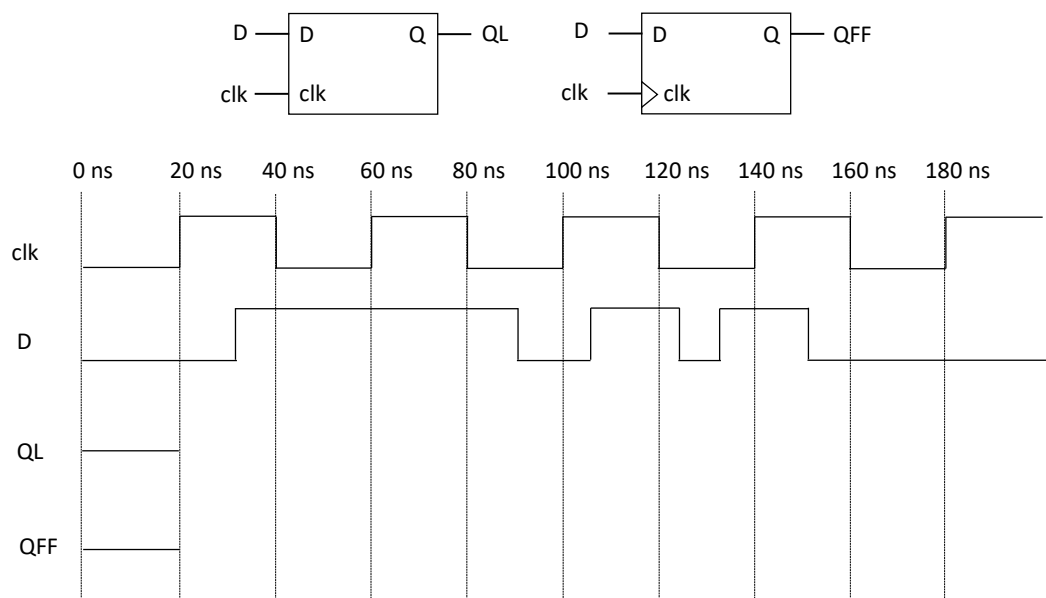 D D Q QL D D Q QFF
clk clk clk clk
0 ns 20 ns 40 ns 60 ns 80 ns 100 ns 120 ns 140 ns 160 ns 180 ns
clk
D
QL
QFF